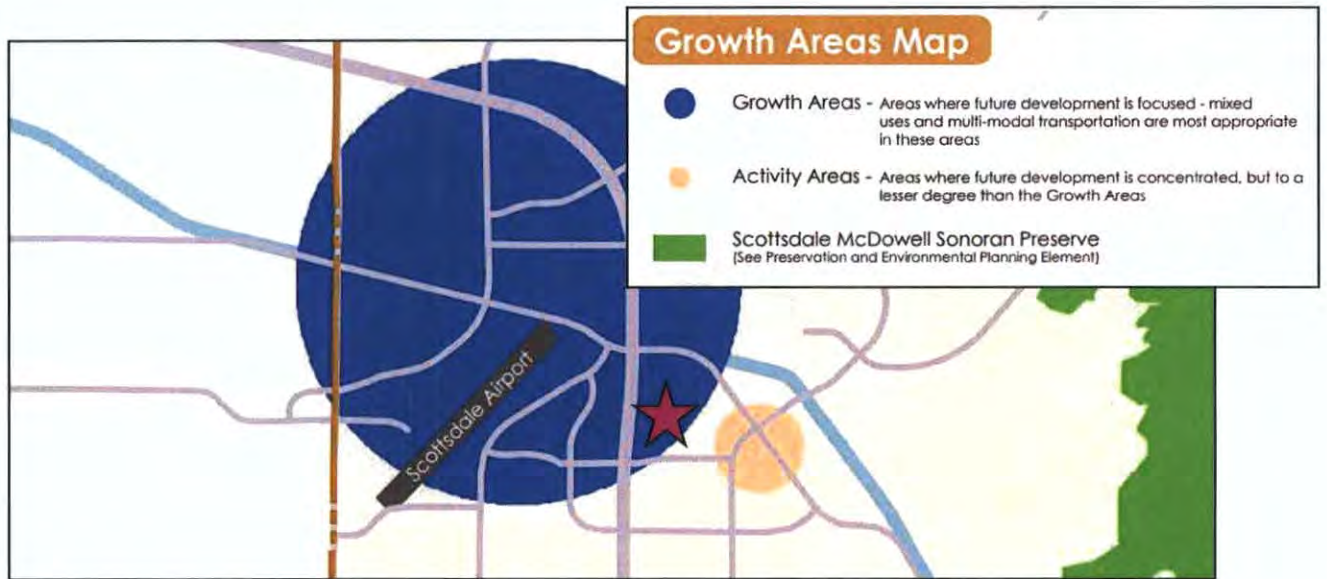 Growth Areas Map
Growth Areas - Areas where future development is focused - mixed
uses and multi-modal transportation are most appropriate
in these areas
Activity Areas - Areas where future development is concentrated, but to a
lesser degree than the Growth Areas
Scottsdale McDowell Sonoran Preserve
(See Preservation and Environmental Planning Element)
Scottsdale Airport